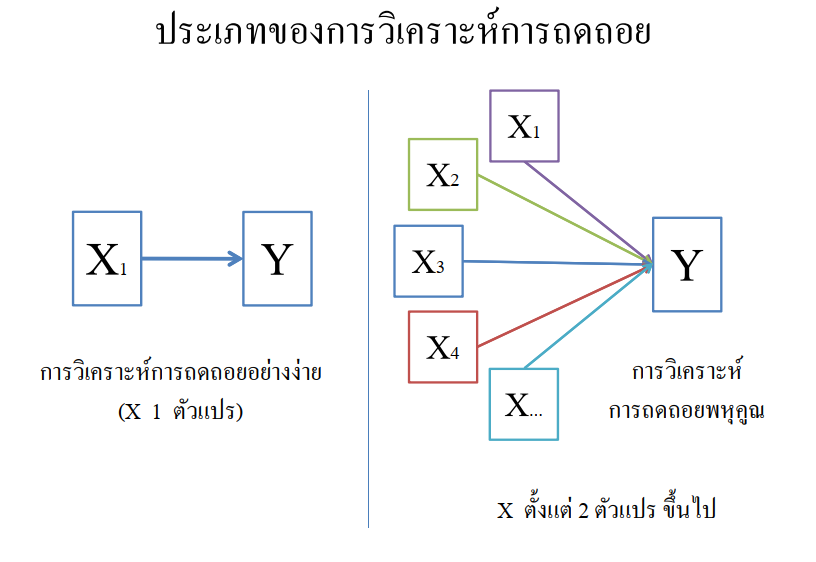 ประเภทของการวิเคราะห์การถดถอย
X1
Y
การวิเคราะห์การถดถอยอย่างง่าย
(X 1 ตัวแปร)
X1
X2
X3
X4
X...
Y
การวิเคราะห์
การถดถอยพหุคูณ
X ตั้งแต่ 2 ตัวแปร ขึ้นไป